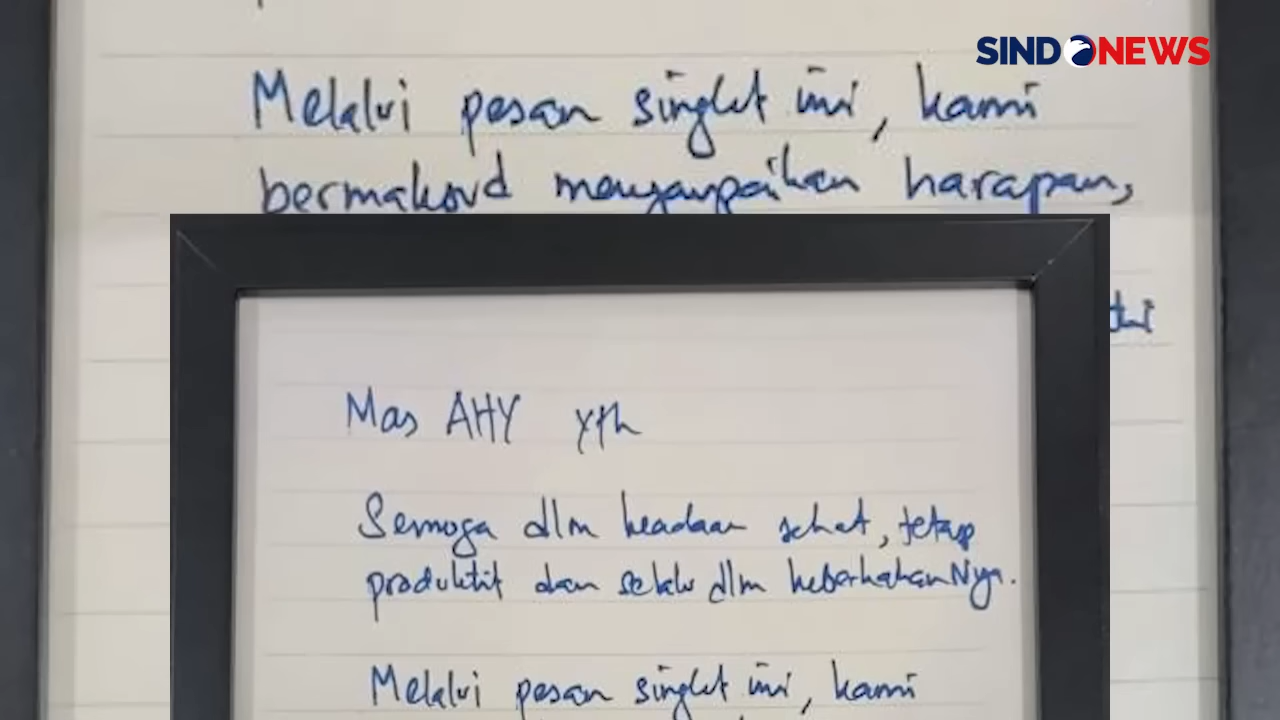 SINDONEWS
Melalui pesan singkat ini, kami
bermaksud menyampaikan harapan,
Mas AHY Yth
Semoga dlm keadaan sehat, tetap
produktif dan selalu dlm keberkahanNya.
Melalui pesan singkat ini, kami